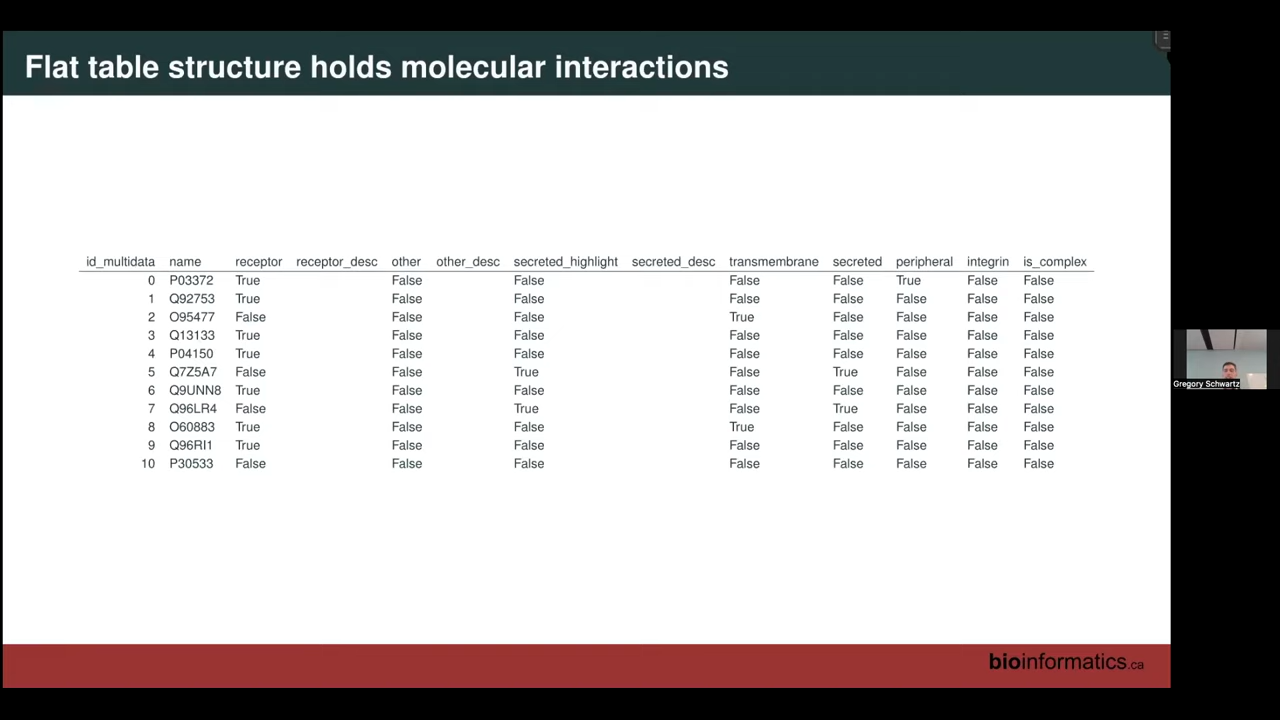 Flat table structure holds molecular interactions
id_multidata name receptor receptor_desc other other_desc secreted_highlight secreted_desc transmembrane secreted peripheral integrin is_complex
0 P03372 True False False False False True False False
1 Q92753 True False False False False False False False
2 O95477 False False False True False False False False
3 Q13133 True False False False False False False False
4 P04150 True False False False False False False False
5 Q7Z5A7 False False True False True False False False
6 Q9UNN8 True False False False False False False False
7 Q96LR4 False False True False True False False False
8 O60883 True False False True False False False False
9 Q96RI1 True False False False False False False False
10 P30533 False False False False False False False False
Gregory Schwartz
bioinformatics.ca